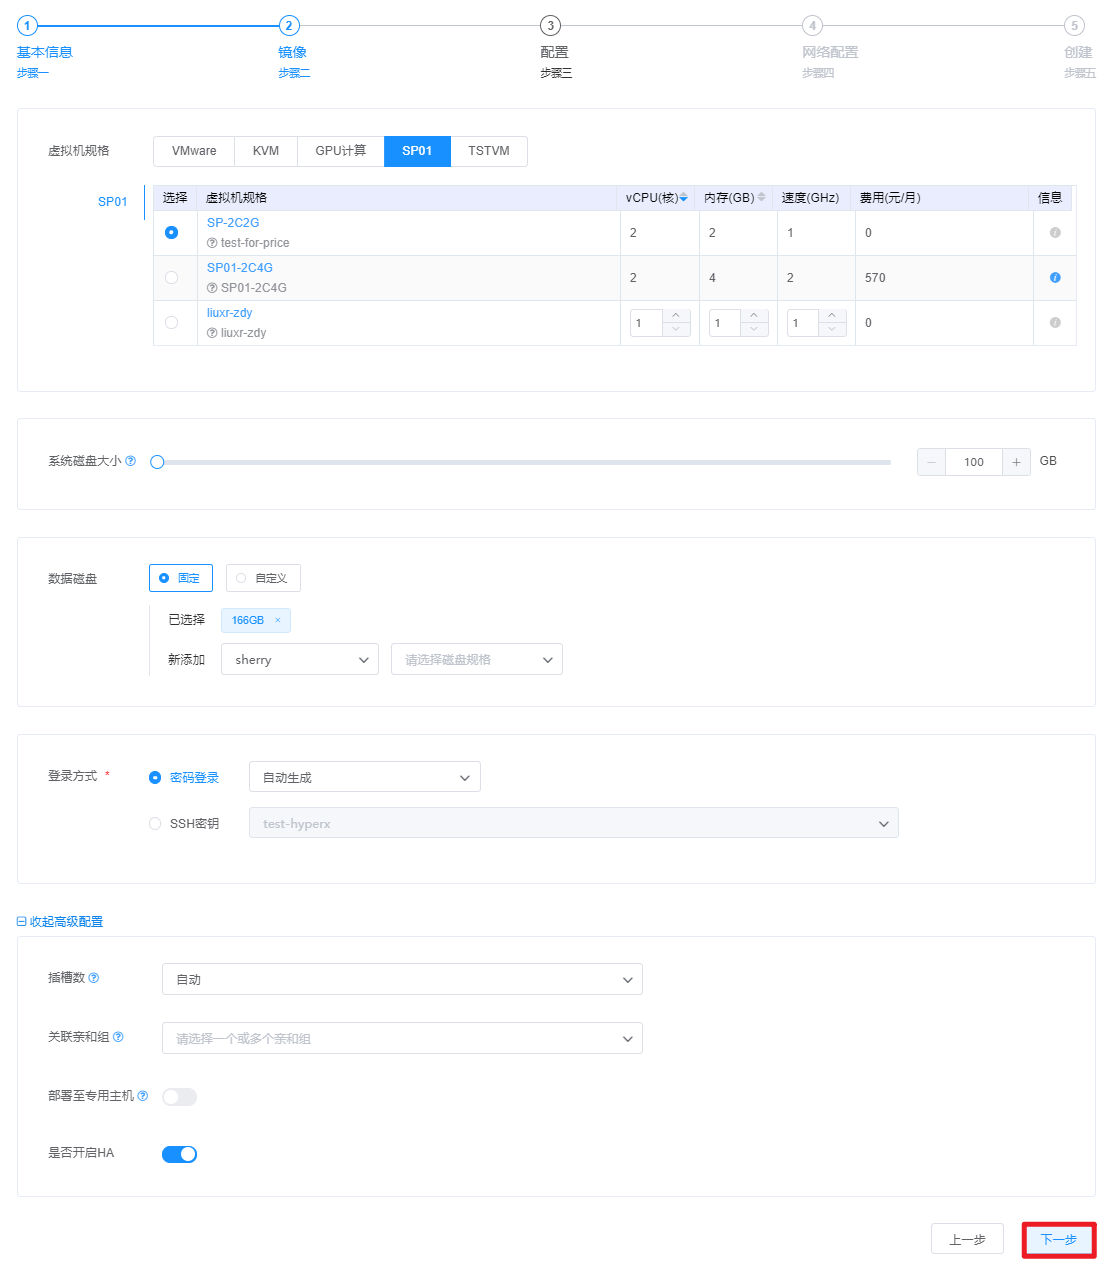 1 2 3 4 5
基本信息 镜像 配置 网络配置 创建
步骤一 步骤二 步骤三 步骤四 步骤五
虚拟机规格 VMware KVM GPU计算 SP01 TSTVM
SP01 选择 虚拟机规格 vCPU(核) 内存(GB) 速度(GHz) 费用(元/月) 信息
SP-2C2G
2 2 1 0
test-for-price
SP01-2C4G
2 4 2 570
SP01-2C4G
liuxr-zdy
1 1 1 0
liuxr-zdy
系统磁盘大小 － 100 + GB
数据磁盘 固定 自定义
已选择 166GB ×
新添加 sherry 请选择磁盘规格
登录方式 * 密码登录 自动生成
SSH密钥 test-hyperx
收起高级配置
插槽数 自动
关联亲和组 请选择一个或多个亲和组
部署至专用主机
是否开启HA
上一步 下一步